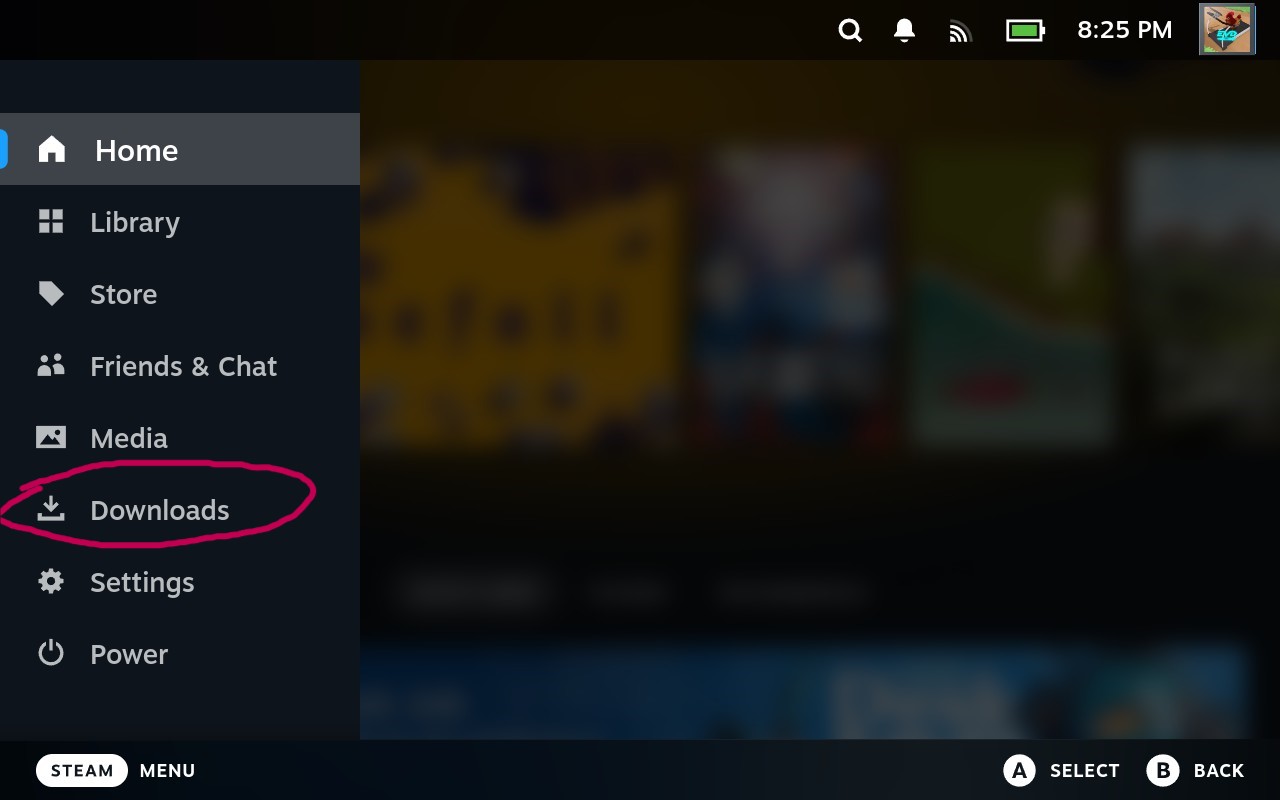 8:25 PM
Home
Library
Store
Friends & Chat
Media
Downloads
Settings
Power
STEAM MENU
A SELECT B BACK